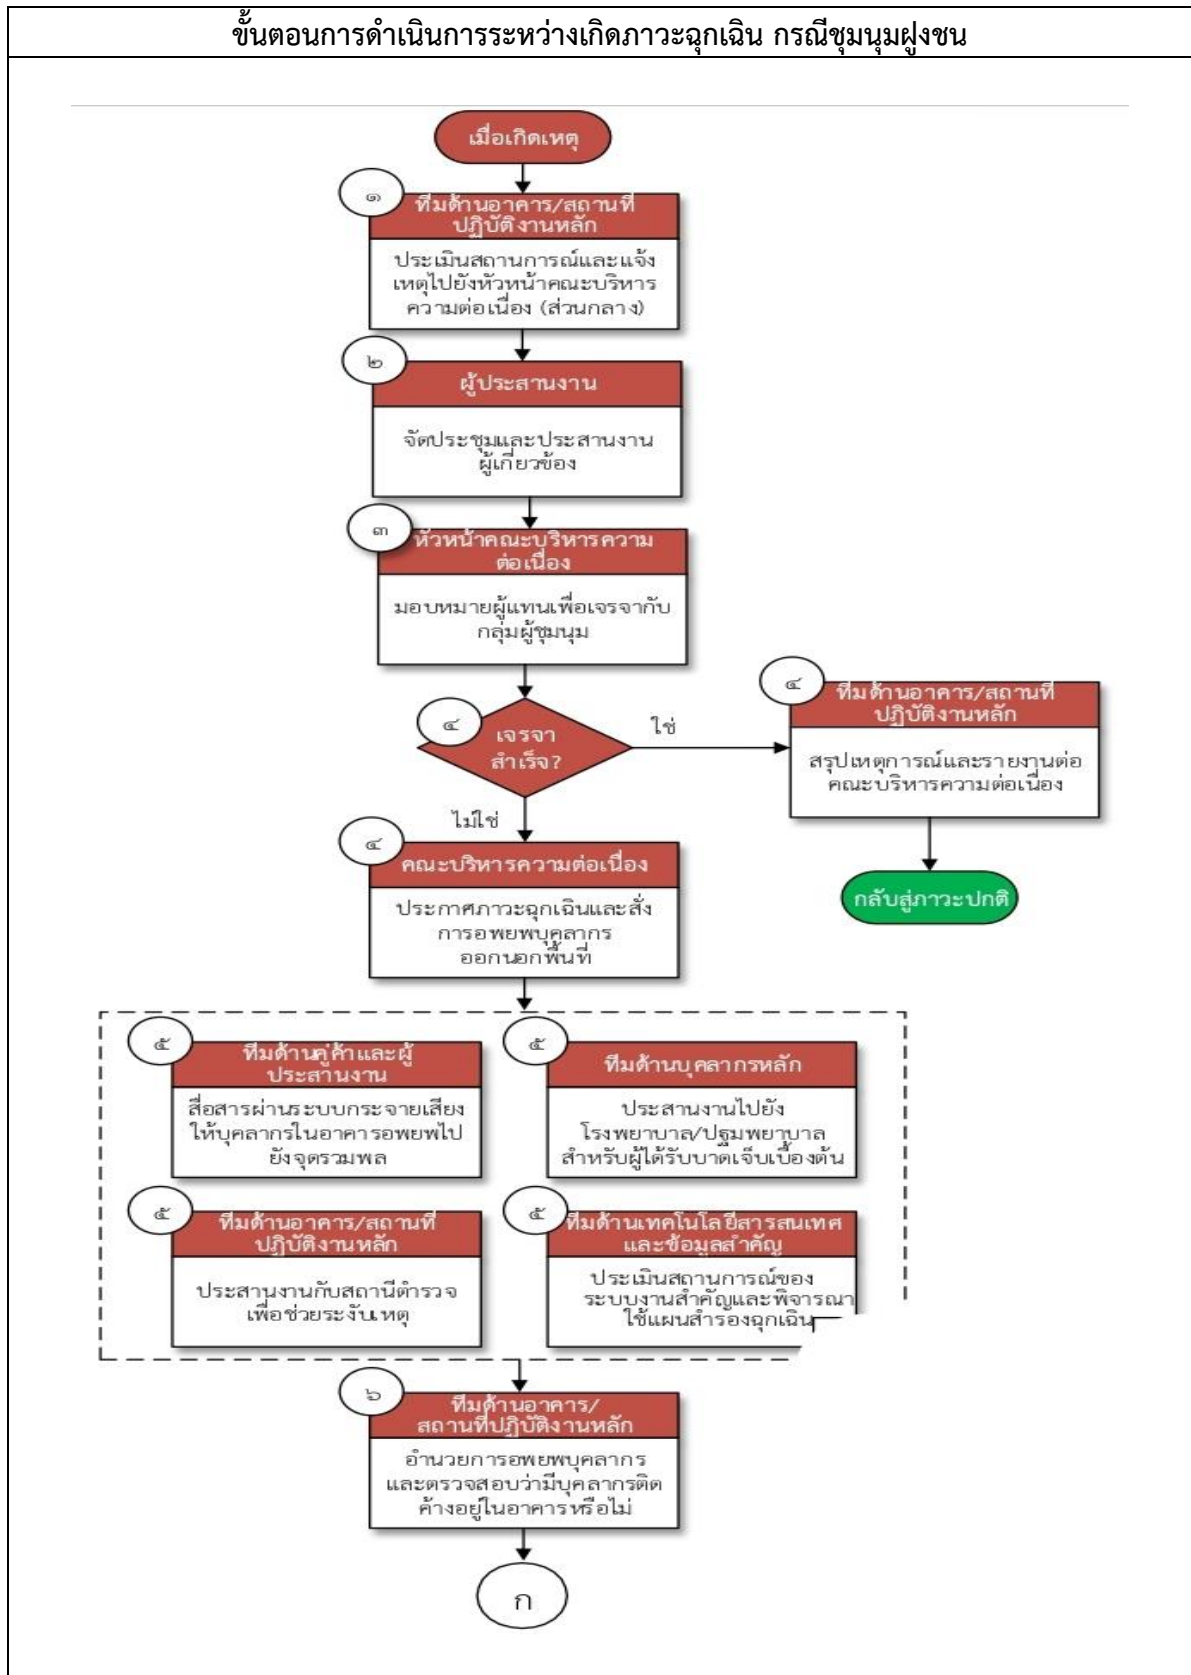 ขั้นตอนการดำเนินการระหว่างเกิดภาวะฉุกเฉิน กรณีชุมนุมฝูงชน
เมื่อเกิดเหตุ
๑
ทีมด้านอาคาร/สถานที่
ปฏิบัติงานหลัก
ประเมินสถานการณ์และแจ้ง
เหตุไปยังหัวหน้าคณะบริหาร
ความต่อเนื่อง (ส่วนกลาง)
๒
ผู้ประสานงาน
จัดประชุมและประสานงาน
ผู้เกี่ยวข้อง
๓
หัวหน้าคณะบริหารความ
ต่อเนื่อง
มอบหมายผู้แทนเพื่อเจรจากับ
กลุ่มผู้ชุมนุม
๔
เจรจา
สำเร็จ?
ใช่
๔
ทีมด้านอาคาร/สถานที่
ปฏิบัติงานหลัก
สรุปเหตุการณ์และรายงานต่อ
คณะบริหารความต่อเนื่อง
กลับสู่ภาวะปกติ
ไม่ใช่
๔
คณะบริหารความต่อเนื่อง
ประกาศภาวะฉุกเฉินและสั่ง
การอพยพบุคลากร
ออกนอกพื้นที่
๕
ทีมด้านคู่ค้าและผู้
ประสานงาน
สื่อสารผ่านระบบกระจายเสียง
ให้บุคลากรในอาคารอพยพไป
ยังจุดรวมพล
๕
ทีมด้านบุคลากรหลัก
ประสานงานไปยัง
โรงพยาบาล/ปฐมพยาบาล
สำหรับผู้ได้รับบาดเจ็บเบื้องต้น
๕
ทีมด้านอาคาร/สถานที่
ปฏิบัติงานหลัก
ประสานงานกับสถานีตำรวจ
เพื่อช่วยระงับเหตุ
๕
ทีมด้านเทคโนโลยีสารสนเทศ
และข้อมูลสำคัญ
ประเมินสถานการณ์ของ
ระบบงานสำคัญและพิจารณา
ใช้แผนสำรองฉุกเฉิน
๖
ทีมด้านอาคาร/
สถานที่ปฏิบัติงานหลัก
อำนวยการอพยพบุคลากร
และตรวจสอบว่ามีบุคลากรติด
ค้างอยู่ในอาคารหรือไม่
ก